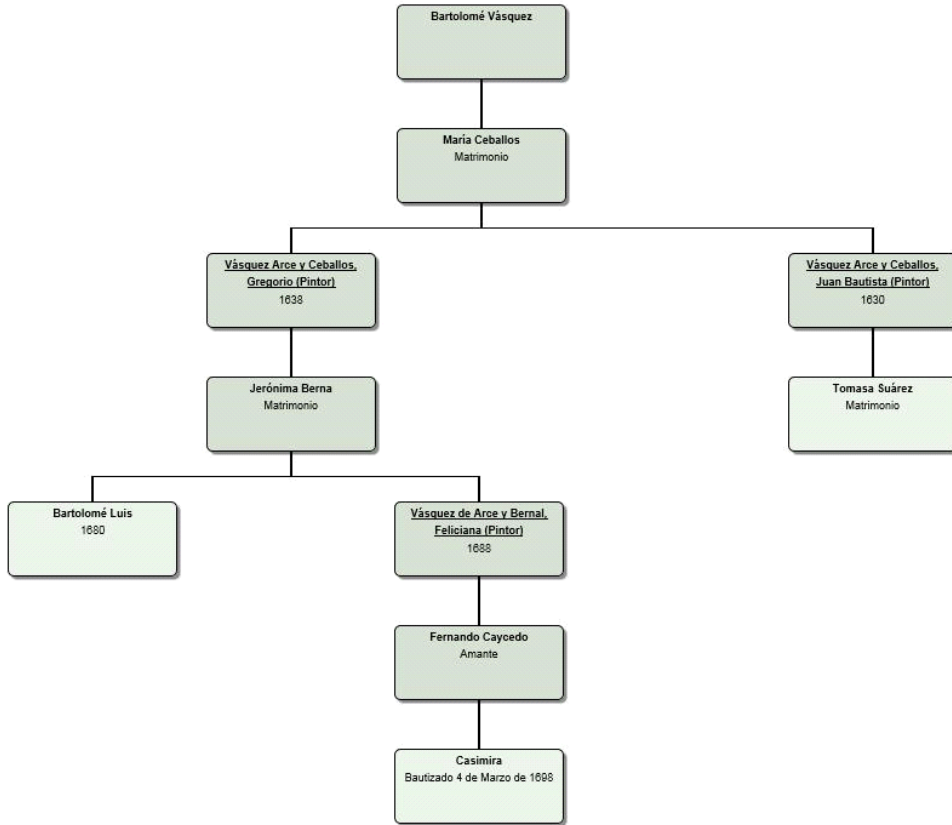 Bartolomé Vásquez
María Ceballos
Matrimonio
Vásquez Arce y Ceballos,
Gregorio (Pintor)
1638
Vásquez Arce y Ceballos,
Juan Bautista (Pintor)
1630
Jerónima Berna
Matrimonio
Tomasa Suárez
Matrimonio
Bartolomé Luis
1680
Vásquez de Arce y Bernal,
Feliciana (Pintor)
1688
Fernando Caycedo
Amante
Casimira
Bautizado 4 de Marzo de 1698